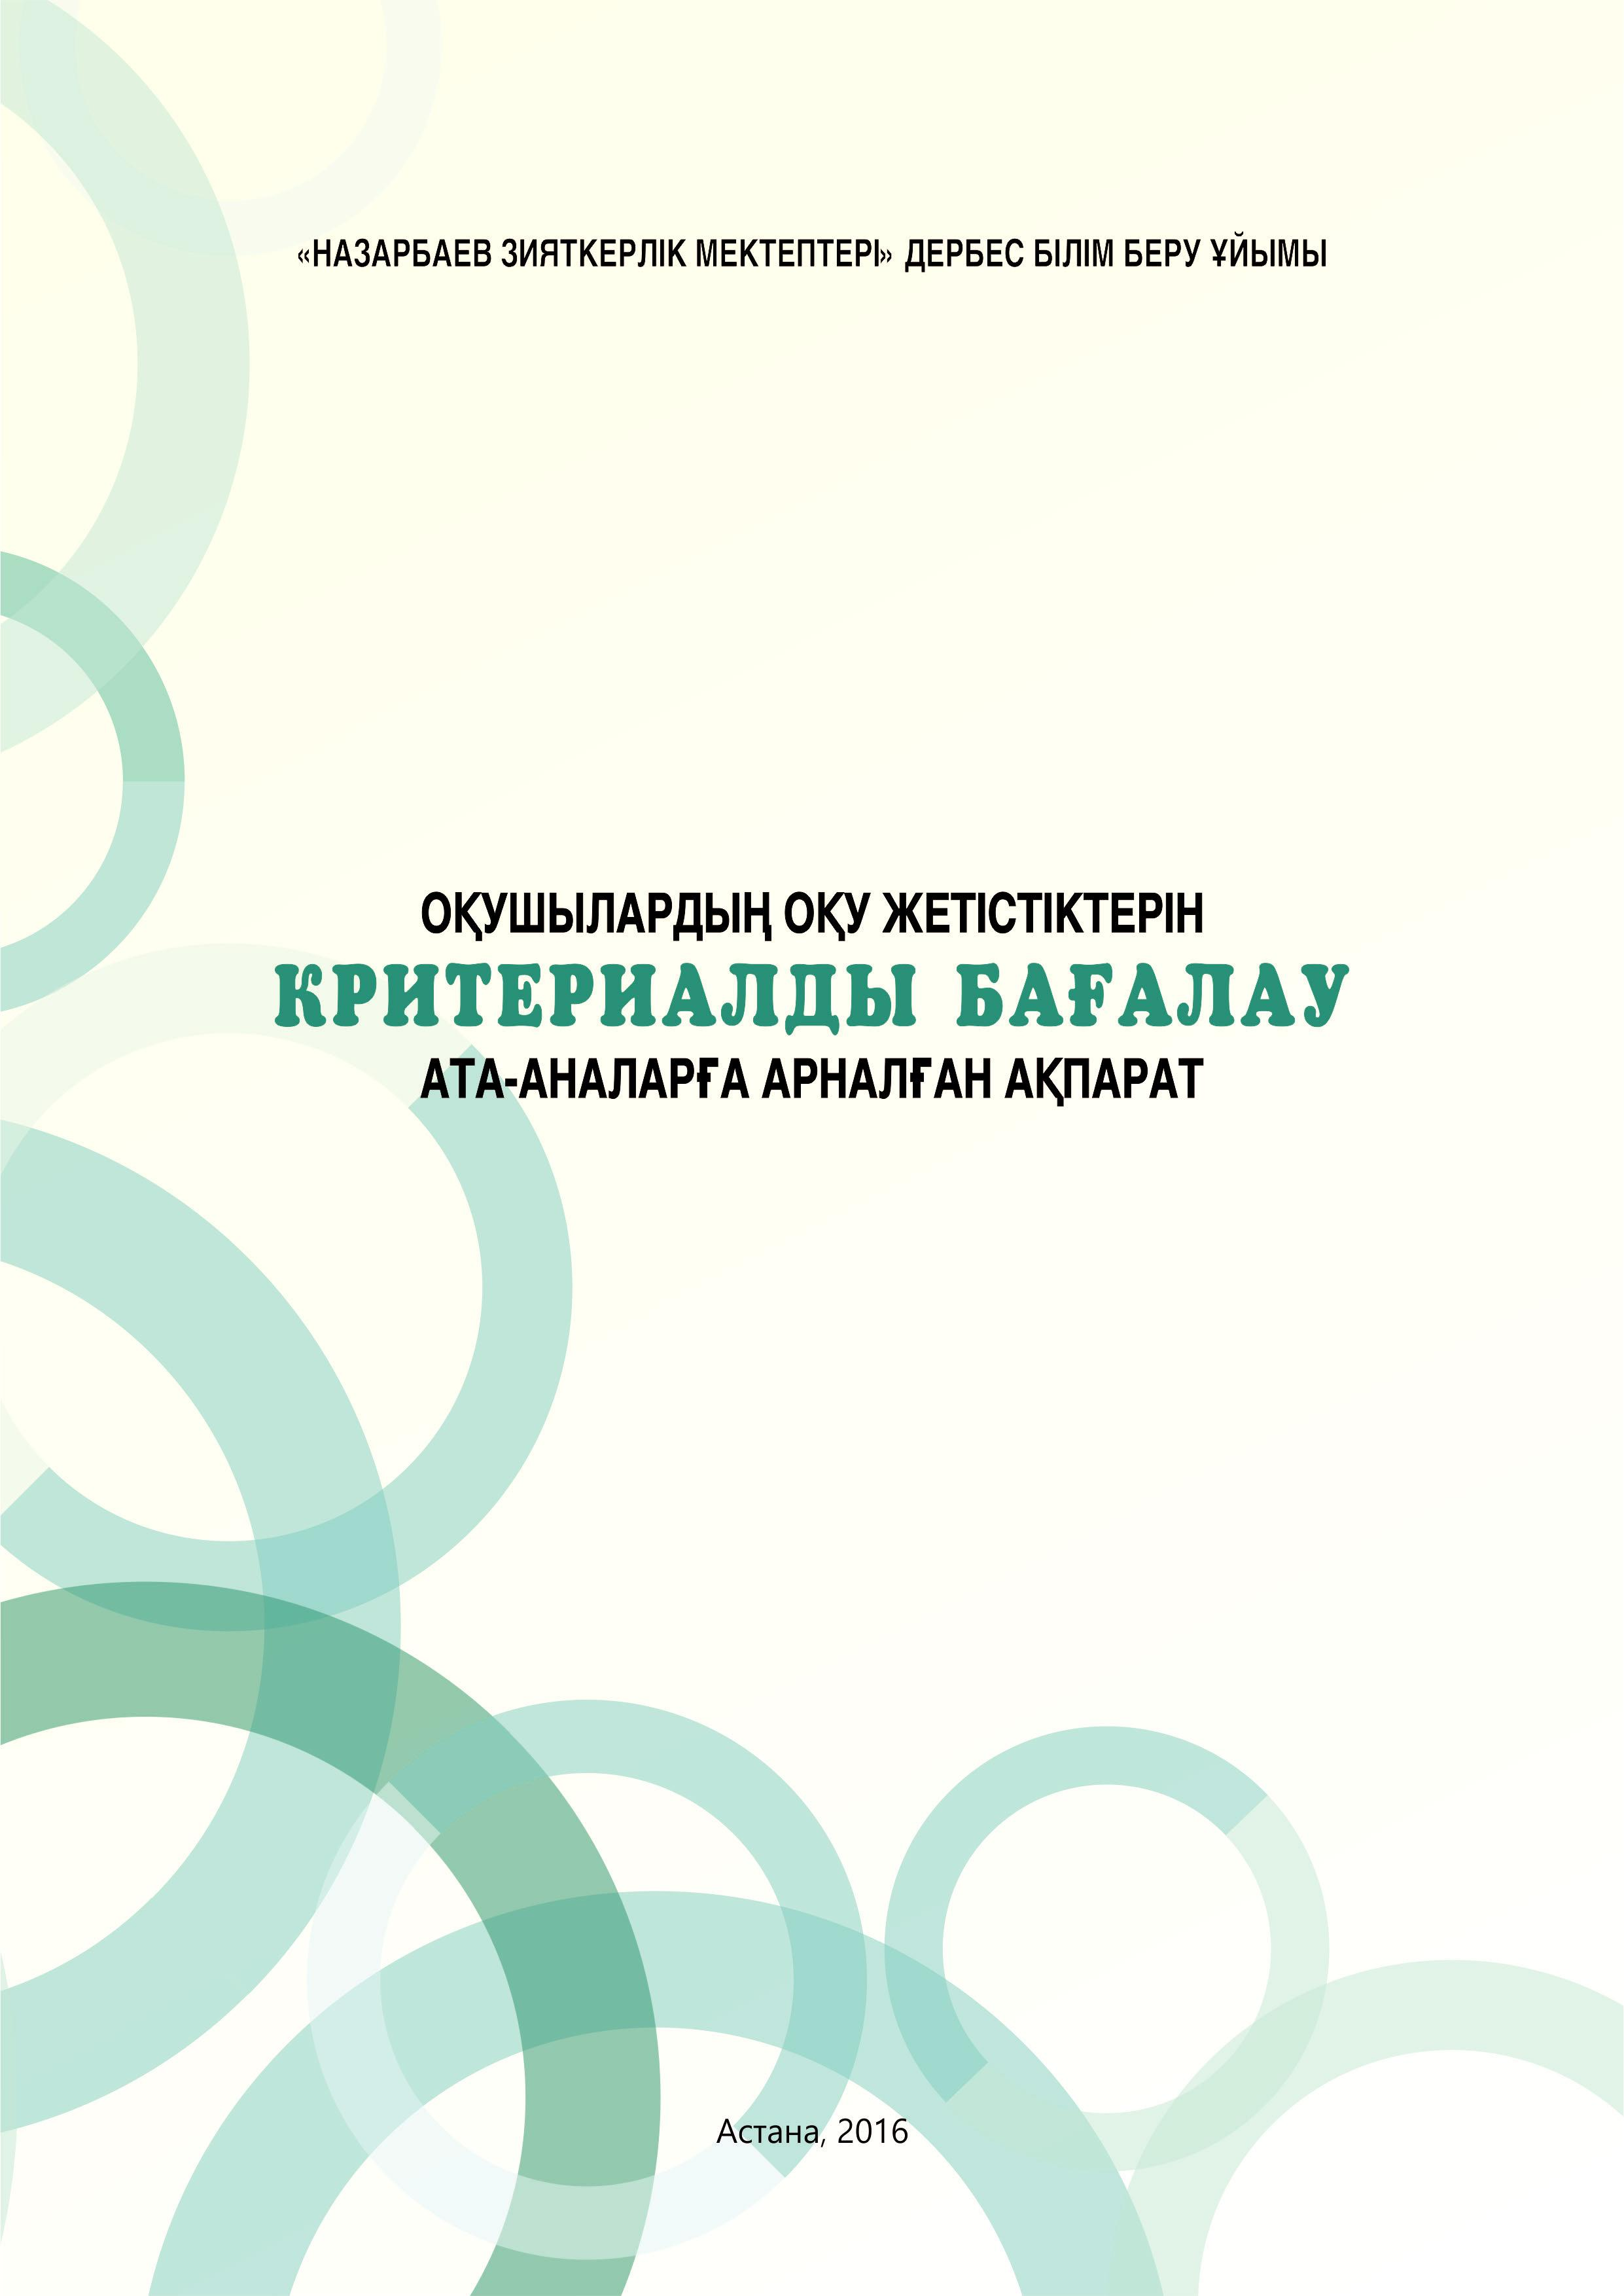 «НАЗАРБАЕВ ЗИЯТКЕРЛІК МЕКТЕПТЕРІ» ДЕРБЕС БІЛІМ БЕРУ ҰЙЫМЫ
ОҚУШЫЛАРДЫҢ ОҚУ ЖЕТІСТІКТЕРІН
КРИТЕРИАЛДЫ БАҒАЛАУ
АТА-АНАЛАРҒА АРНАЛҒАН АҚПАРАТ
Астана, 2016